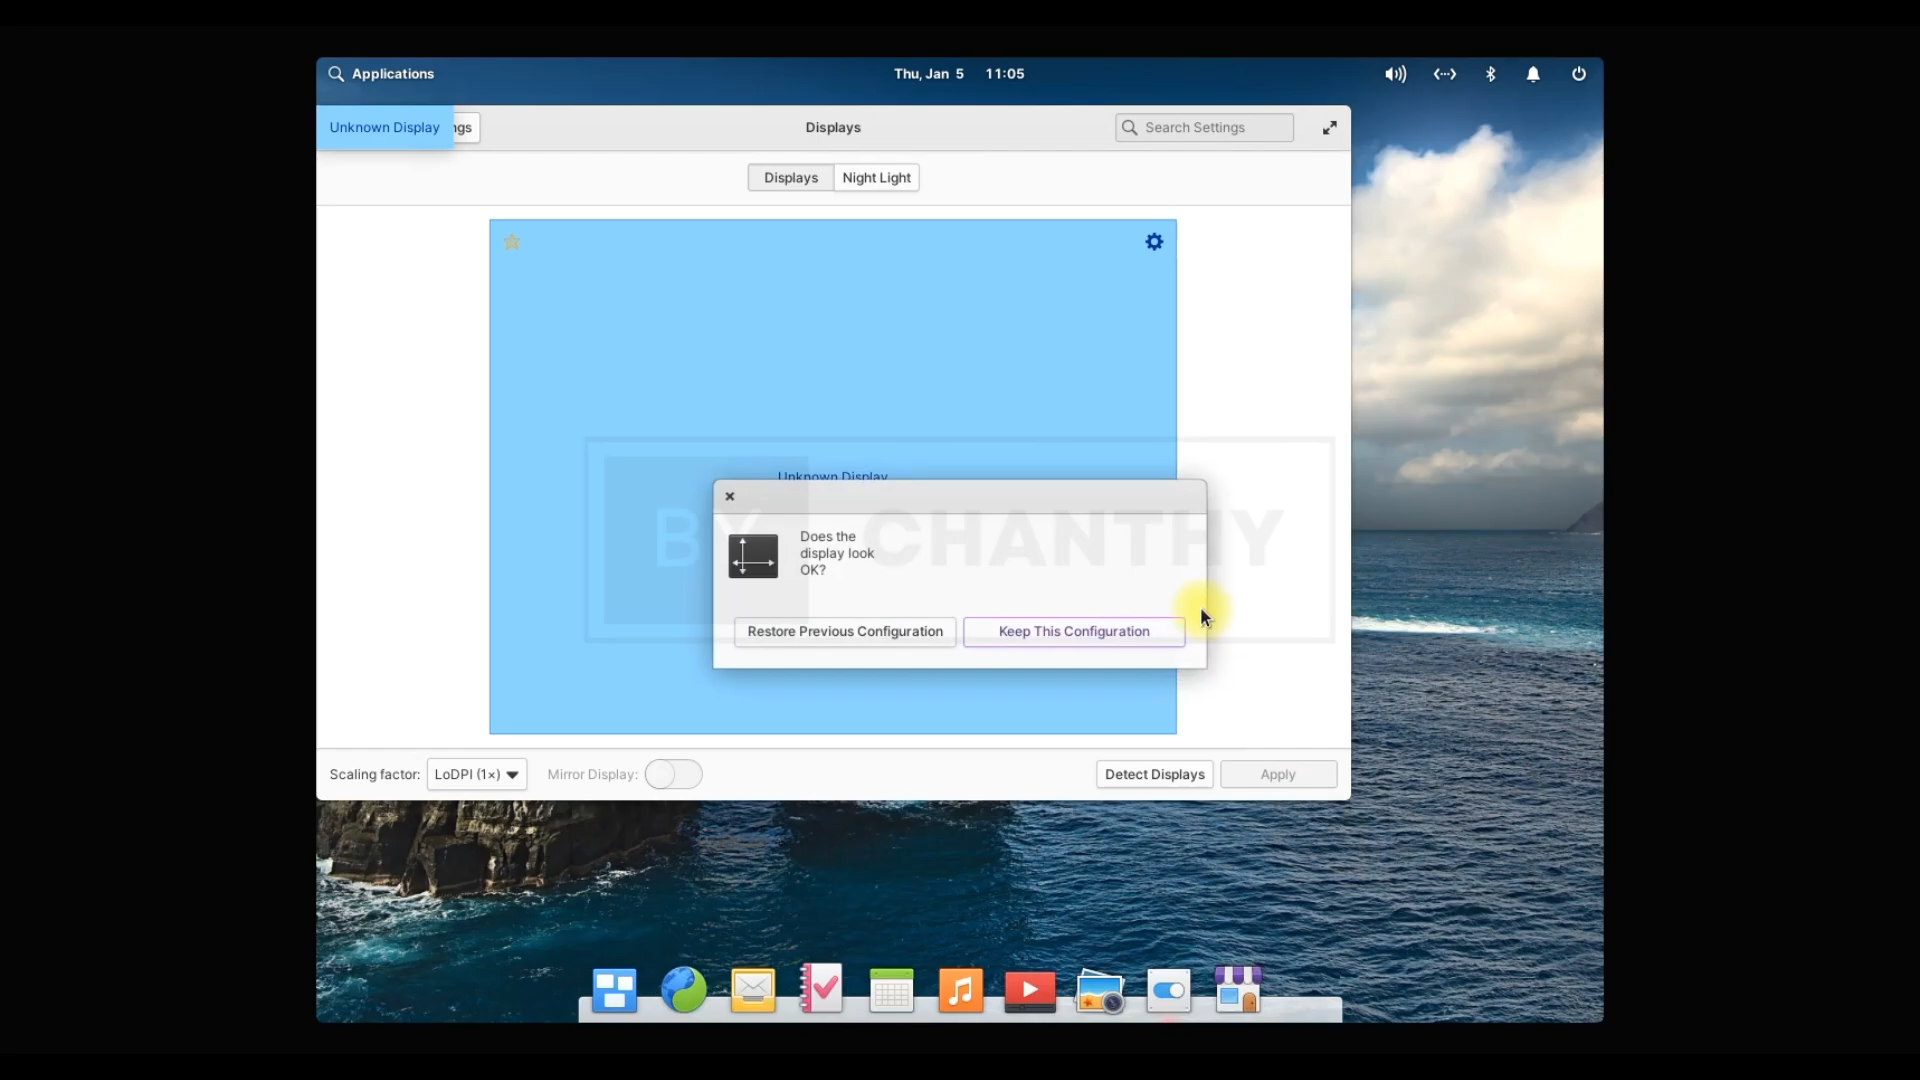 Applications
Thu, Jan 5 11:05
Unknown Display
ngs
Displays
Search Settings
Displays
Night Light
Unknown Display
BY CHANTHY
Does the
display look
OK?
Restore Previous Configuration
Keep This Configuration
Scaling factor:
LoDPI (1×)
Mirror Display:
Detect Displays
Apply